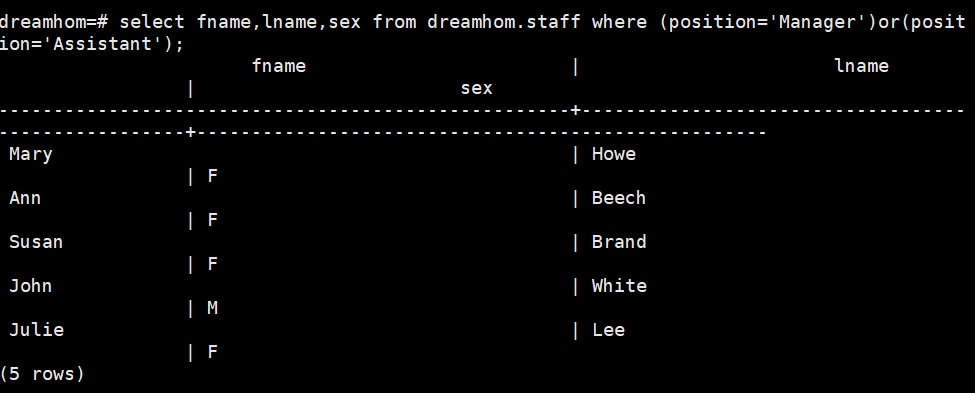 dreamhom=# select fname,lname,sex from dreamhom.staff where (position='Manager')or(posit
ion='Assistant');
                       fname                         |                        lname
                 |                         sex
-----------------------------------------------------+-----------------------------------
-----------------+-----------------------------------------------------
 Mary                                                | Howe
                 | F
 Ann                                                 | Beech
                 | F
 Susan                                               | Brand
                 | F
 John                                                | White
                 | M
 Julie                                               | Lee
                 | F
(5 rows)